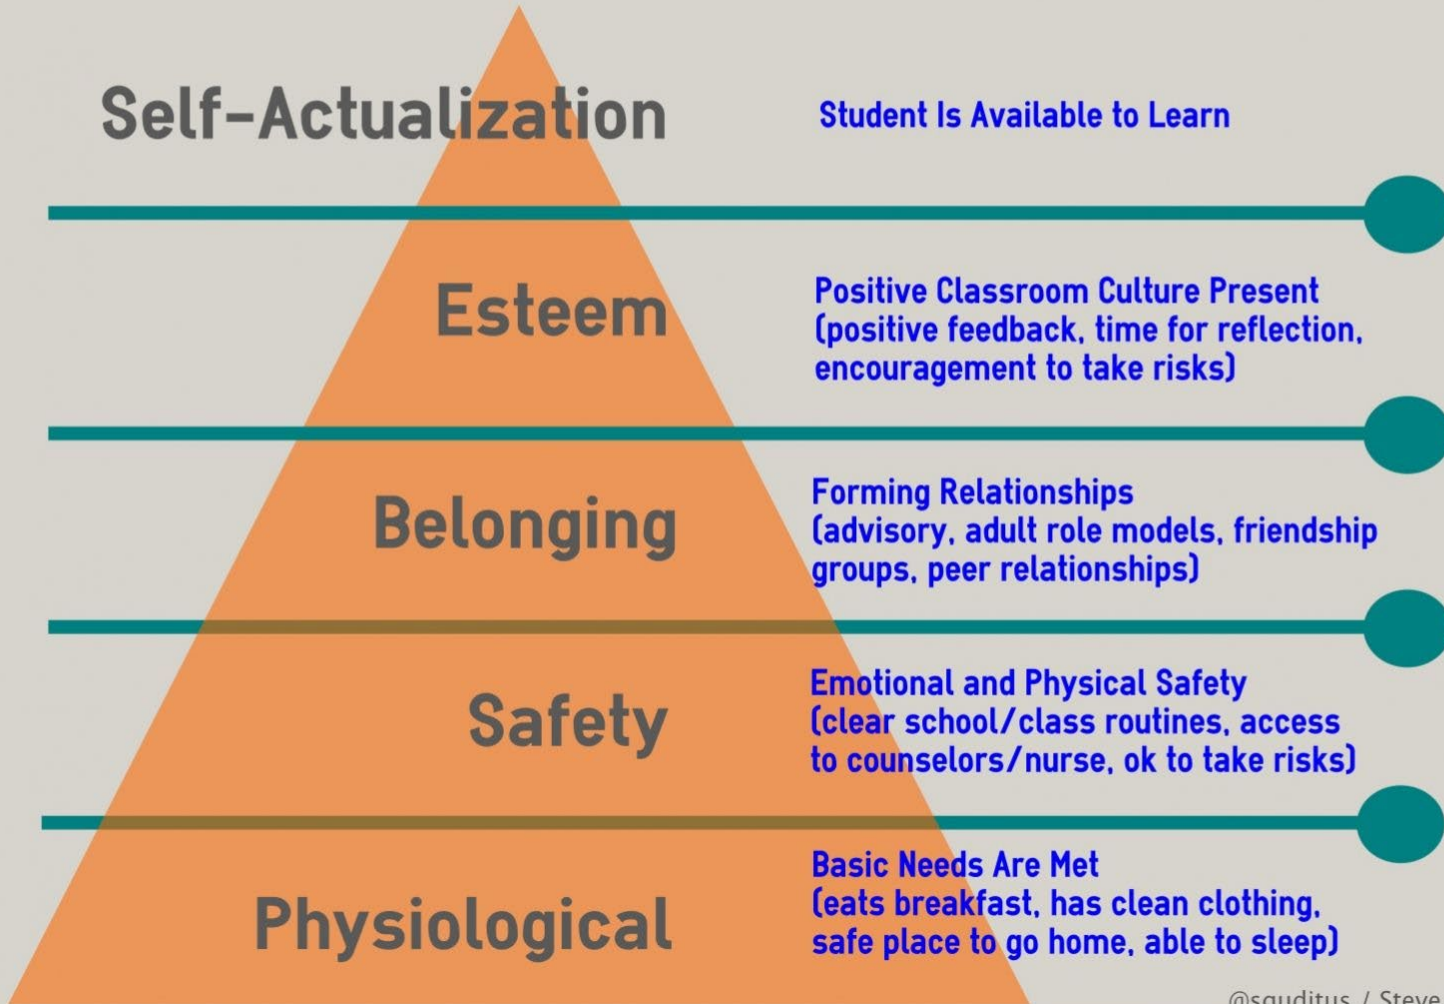 Self-Actualization
Student Is Available to Learn
Esteem
Positive Classroom Culture Present
(positive feedback, time for reflection,
encouragement to take risks)
Belonging
Forming Relationships
(advisory, adult role models, friendship
groups, peer relationships)
Safety
Emotional and Physical Safety
(clear school/class routines, access
to counselors/nurse, ok to take risks)
Physiological
Basic Needs Are Met
(eats breakfast, has clean clothing,
safe place to go home, able to sleep)
@sguditus / Steve